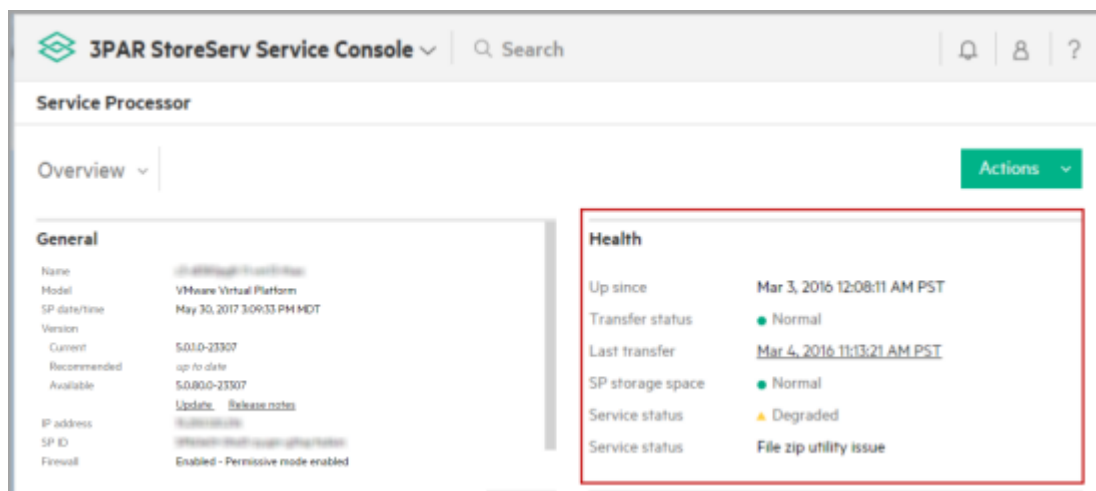 3PAR StoreServ Service Console
Search
?
Service Processor
Overview
Actions
General
Name
Model VMware Virtual Platform
SP date/time May 30, 2017 3:09:33 PM MDT
Version
Current 5.0.1.0-23307
Recommended up to date
Available 5.0.80.0-23307
Update Release notes
IP address
SP ID
Firewall Enabled - Permissive mode enabled
Health
Up since Mar 3, 2016 12:08:11 AM PST
Transfer status Normal
Last transfer Mar 4, 2016 11:13:21 AM PST
SP storage space Normal
Service status Degraded
Service status File zip utility issue